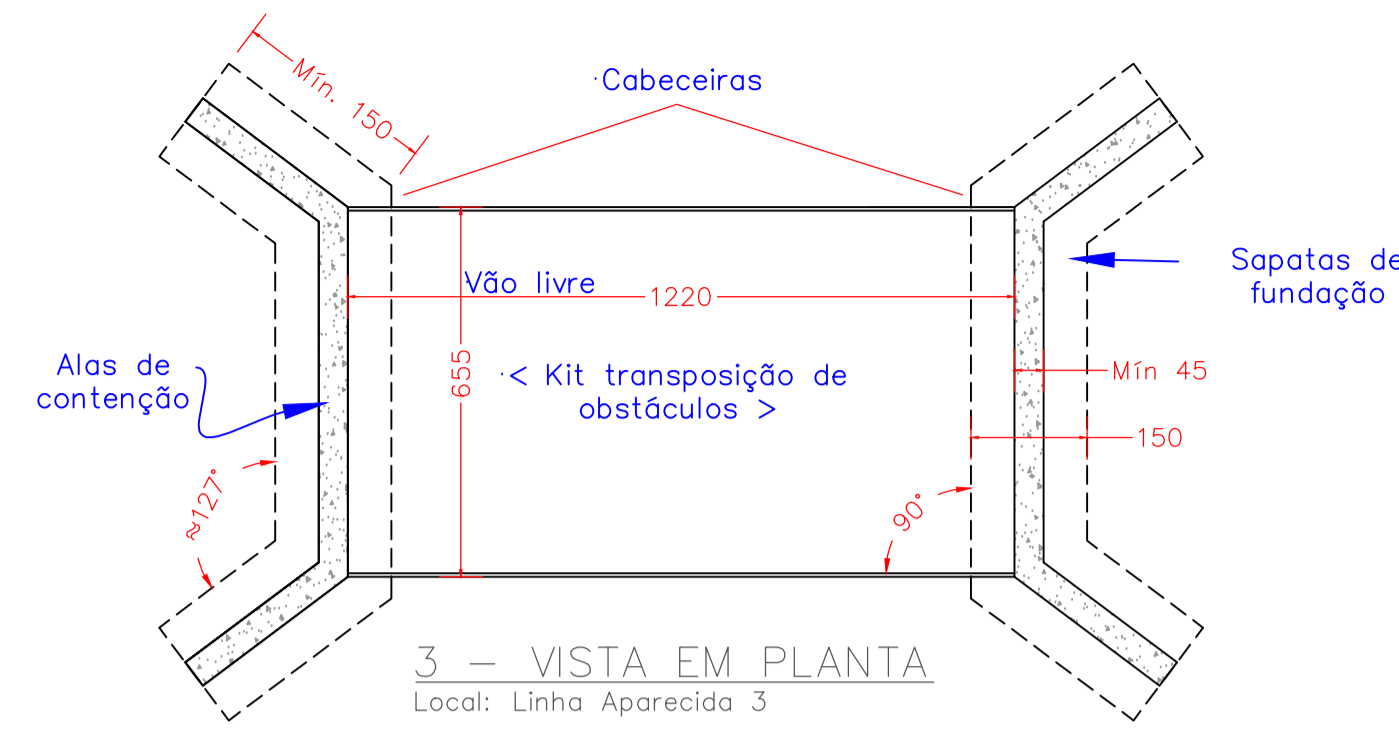 Mín. 150
Cabeceiras
Vão livre
1220
Sapatas de
fundação
655
< Kit transposição de
obstáculos >
Alas de
contenção
Mín 45
150
≈127°
90°
3 – VISTA EM PLANTA
Local: Linha Aparecida 3